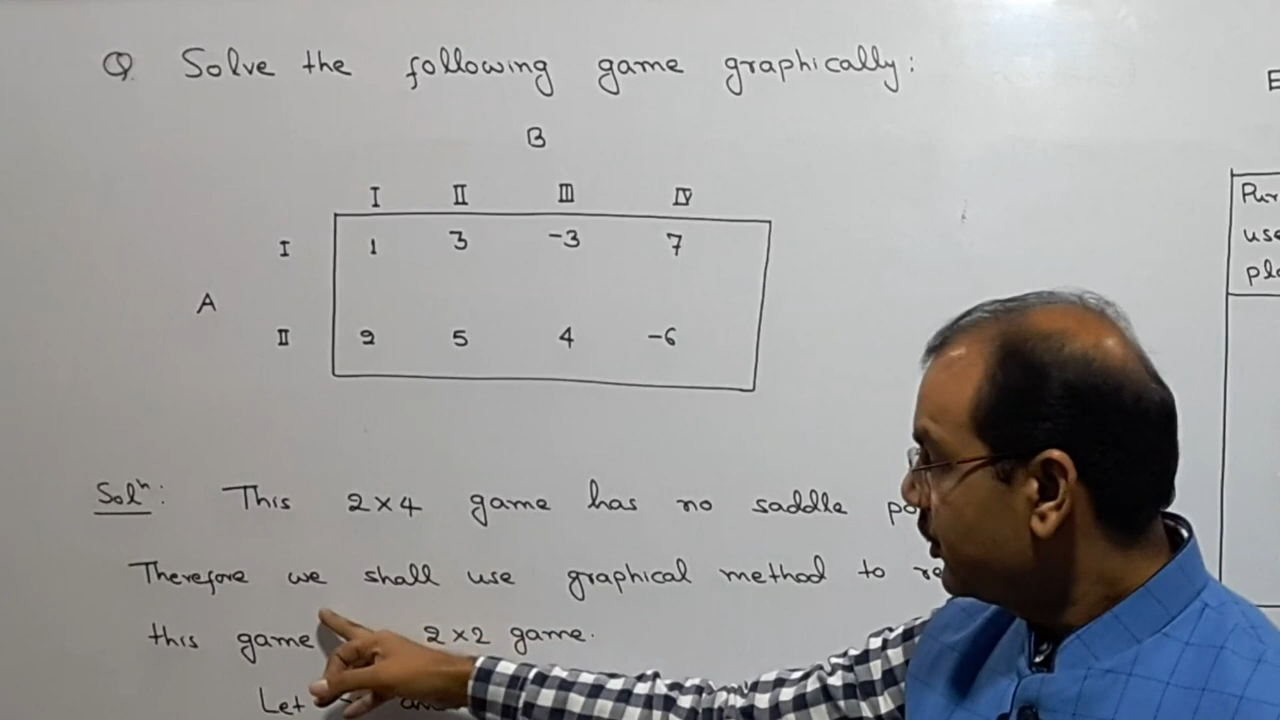 Q. Solve the following game graphically:
B
I II III IV
I 1 3 -3 7
A
II 2 5 4 -6
Solⁿ: This 2×4 game has no saddle
Therefore we shall use graphical method to
this game 2×2 game.
Let